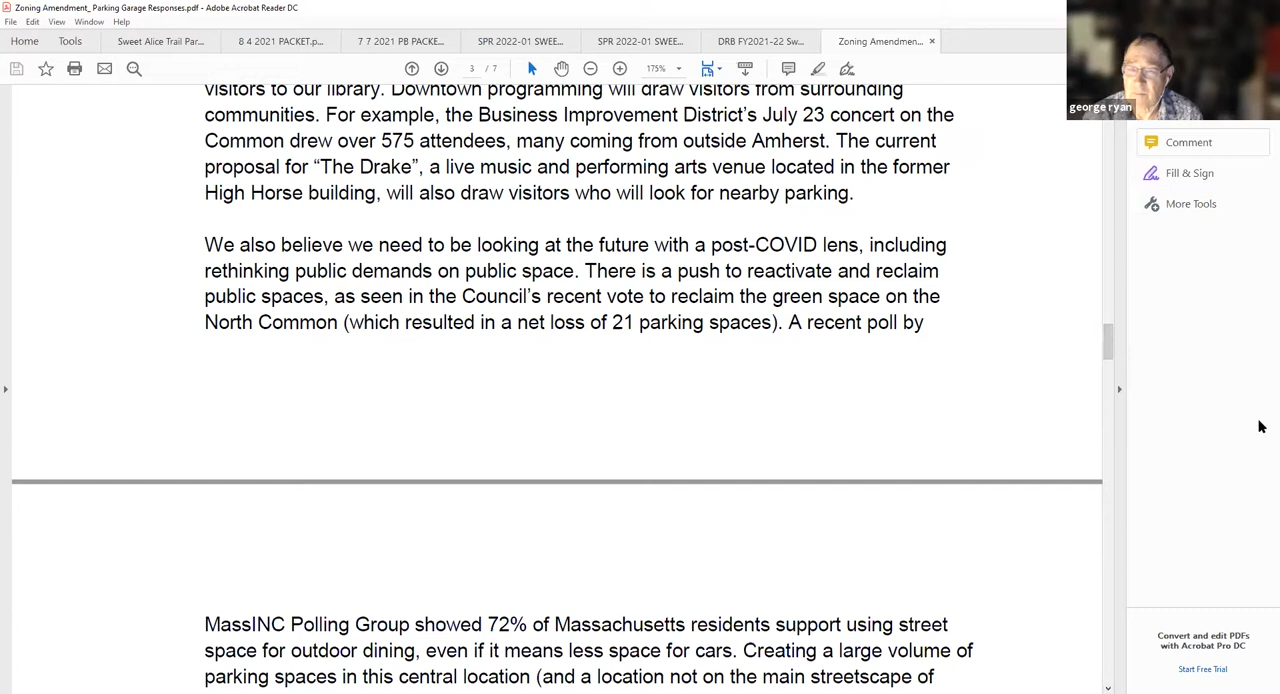 Zoning Amendment_ Parking Garage Responses.pdf - Adobe Acrobat Reader DC
File Edit View Window Help
Home Tools Sweet Alice Trail Par... 8 4 2021 PACKET.p... 7 7 2021 PB PACKE... SPR 2022-01 SWEE... SPR 2022-01 SWEE... DRB FY2021-22 Sw... Zoning Amendmen... ×
3 / 7 175%
george ryan
visitors to our library. Downtown programming will draw visitors from surrounding
communities. For example, the Business Improvement District's July 23 concert on the
Common drew over 575 attendees, many coming from outside Amherst. The current
proposal for “The Drake”, a live music and performing arts venue located in the former
High Horse building, will also draw visitors who will look for nearby parking.
We also believe we need to be looking at the future with a post-COVID lens, including
rethinking public demands on public space. There is a push to reactivate and reclaim
public spaces, as seen in the Council's recent vote to reclaim the green space on the
North Common (which resulted in a net loss of 21 parking spaces). A recent poll by
MassINC Polling Group showed 72% of Massachusetts residents support using street
space for outdoor dining, even if it means less space for cars. Creating a large volume of
parking spaces in this central location (and a location not on the main streetscape of
Comment
Fill & Sign
More Tools
Convert and edit PDFs
with Acrobat Pro DC
Start Free Trial